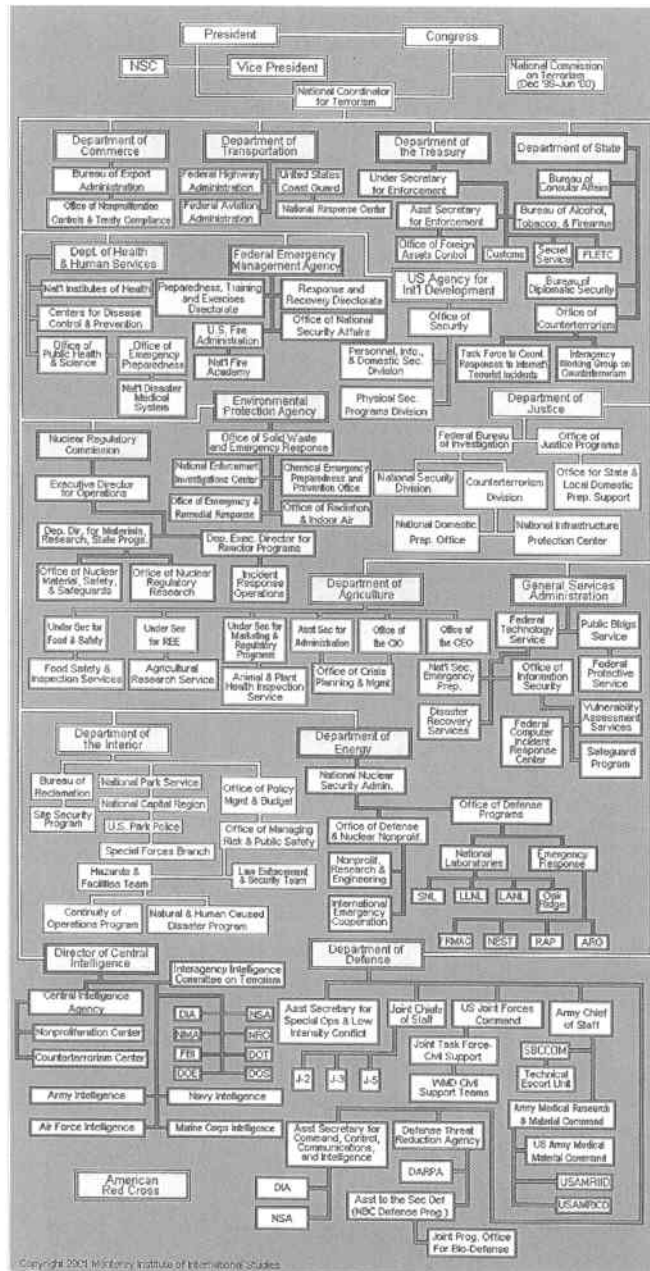 President
Congress
NSC
Vice President
National Commission
on Terrorism
(Dec '99-Jun '00)
National Coordinator
for Terrorism
Department of
Commerce
Department of
Transportation
Department of
the Treasury
Department of State
Bureau of Export
Administration
Federal Highway
Administration
United States
Coast Guard
Under Secretary
for Enforcement
Bureau of
Consular Affairs
Office of Nonproliferation
Controls & Treaty Compliance
Federal Aviation
Administration
National Response Center
Asst Secretary
for Enforcement
Bureau of Alcohol,
Tobacco, & Firearms
Office of Foreign
Assets Control
Customs
Secret
Service
FLETC
Dept. of Health
& Human Services
Federal Emergency
Management Agency
US Agency for
Int'l Development
Bureau of
Diplomatic Security
Nat'l Institutes of Health
Preparedness, Training
and Exercises
Directorate
Response and
Recovery Directorate
Office of
Security
Office of
Counterterrorism
Centers for Disease
Control & Prevention
U.S. Fire
Administration
Office of National
Security Affairs
Office of
Public Health
& Science
Office of
Emergency
Preparedness
Nat'l Fire
Academy
Personnel, Info.,
& Domestic Sec.
Division
Task Force to Count.
Responses to Internat'l
Terrorist Incidents
Interagency
Working Group on
Counterterrorism
Nat'l Disaster
Medical
System
Physical Sec.
Programs Division
Environmental
Protection Agency
Department of
Justice
Nuclear Regulatory
Commission
Office of Solid Waste
and Emergency Response
Federal Bureau
of Investigation
Office of
Justice Programs
Executive Director
for Operations
National Enforcement
Investigations Center
Chemical Emergency
Preparedness and
Prevention Office
National Security
Division
Counterterrorism
Division
Office for State &
Local Domestic
Prep. Support
Office of Emergency &
Remedial Response
Office of Radiation
& Indoor Air
National Domestic
Prep. Office
National Infrastructure
Protection Center
Dep. Dir. for Materials,
Research, State Progs.
Dep. Exec. Director for
Reactor Programs
Office of Nuclear
Material, Safety,
& Safeguards
Office of Nuclear
Regulatory
Research
Incident
Response
Operations
Department of
Agriculture
General Services
Administration
Under Sec for
Food & Safety
Under Sec
for REE
Under Sec for
Marketing &
Regulatory
Programs
Asst Sec for
Administration
Office of
the CIO
Office of
the CEO
Federal
Technology
Service
Public Bldgs
Service
Food Safety &
Inspection Services
Agricultural
Research Service
Animal & Plant
Health Inspection
Service
Office of Crisis
Planning & Mgmt
Nat'l Sec.
Emergency
Prep.
Office of
Information
Security
Federal
Protective
Service
Disaster
Recovery
Services
Federal
Computer
Incident
Response
Center
Vulnerability
Assessment Services
Safeguard
Program
Department of
the Interior
Department of
Energy
Bureau of
Reclamation
National Park Service
Office of Policy
Mgmt & Budget
National Nuclear
Security Admin.
Site Security
Program
National Capital Region
U.S. Park Police
Office of Managing
Risk & Public Safety
Office of Defense
& Nuclear Nonprolif.
Office of Defense
Programs
Special Forces Branch
Nonprolif.
Research &
Engineering
National
Laboratories
Emergency
Response
Hazards &
Facilities Team
Law Enforcement
& Security Team
International
Emergency
Cooperation
SNL
LLNL
LANL
Oak
Ridge
Continuity of
Operations Program
Natural & Human Caused
Disaster Program
FRMAC
NEST
RAP
ARG
Director of Central
Intelligence
Department of
Defense
Interagency Intelligence
Committee on Terrorism
Central Intelligence
Agency
DIA
NSA
Asst Secretary for
Special Ops & Low
Intensity Conflict
Joint Chiefs
of Staff
US Joint Forces
Command
Army Chief
of Staff
Nonproliferation Center
NIMA
NRO
Joint Task Force-
Civil Support
SBCCOM
Counterterrorism Center
FBI
DOT
J-2
J-3
J-5
WMD Civil
Support Teams
Technical
Escort Unit
DOE
DOS
Army Intelligence
Navy Intelligence
Army Medical Research
& Material Command
Air Force Intelligence
Marine Corps Intelligence
Asst Secretary for
Command, Control,
Communications,
and Intelligence
Defense Threat
Reduction Agency
US Army Medical
Material Command
DARPA
USAMRIID
American
Red Cross
DIA
Asst to the Sec Def
(NBC Defense Prog.)
USAMRICD
NSA
Joint Prog. Office
For Bio-Defense
Copyright 2001 Monterey Institute of International Studies